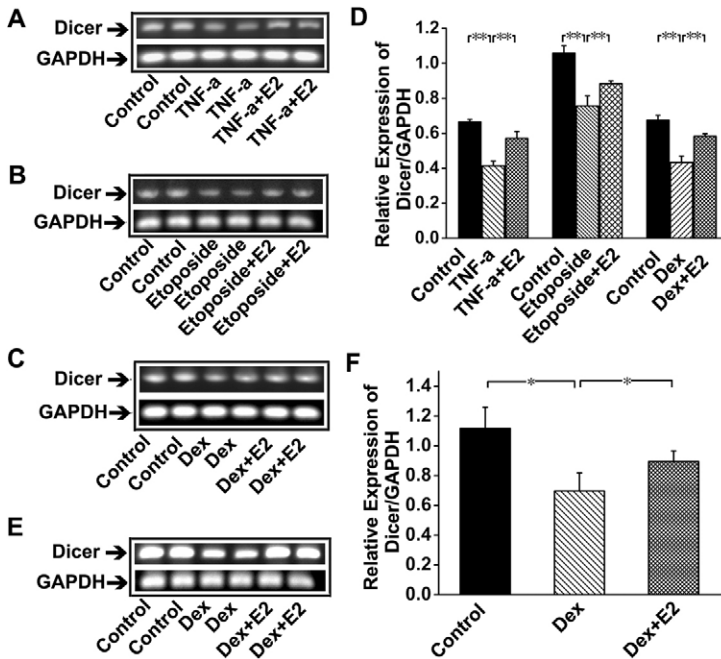 A
Dicer
GAPDH
Control
Control
TNF-a
TNF-a
TNF-a+E2
TNF-a+E2
B
Dicer
GAPDH
Control
Control
Etoposide
Etoposide
Etoposide+E2
Etoposide+E2
C
Dicer
GAPDH
Control
Control
Dex
Dex
Dex+E2
Dex+E2
E
Dicer
GAPDH
Control
Control
Dex
Dex
Dex+E2
Dex+E2
D
Relative Expression of
Dicer/GAPDH
1.2
1.0
0.8
0.6
0.4
0.2
0.0
** **
** **
** **
Control
TNF-a
TNF-a+E2
Control
Etoposide
Etoposide+E2
Control
Dex
Dex+E2
F
Relative Expression of
Dicer/GAPDH
1.4
1.2
1.0
0.8
0.6
0.4
0.2
0.0
* *
Control
Dex
Dex+E2